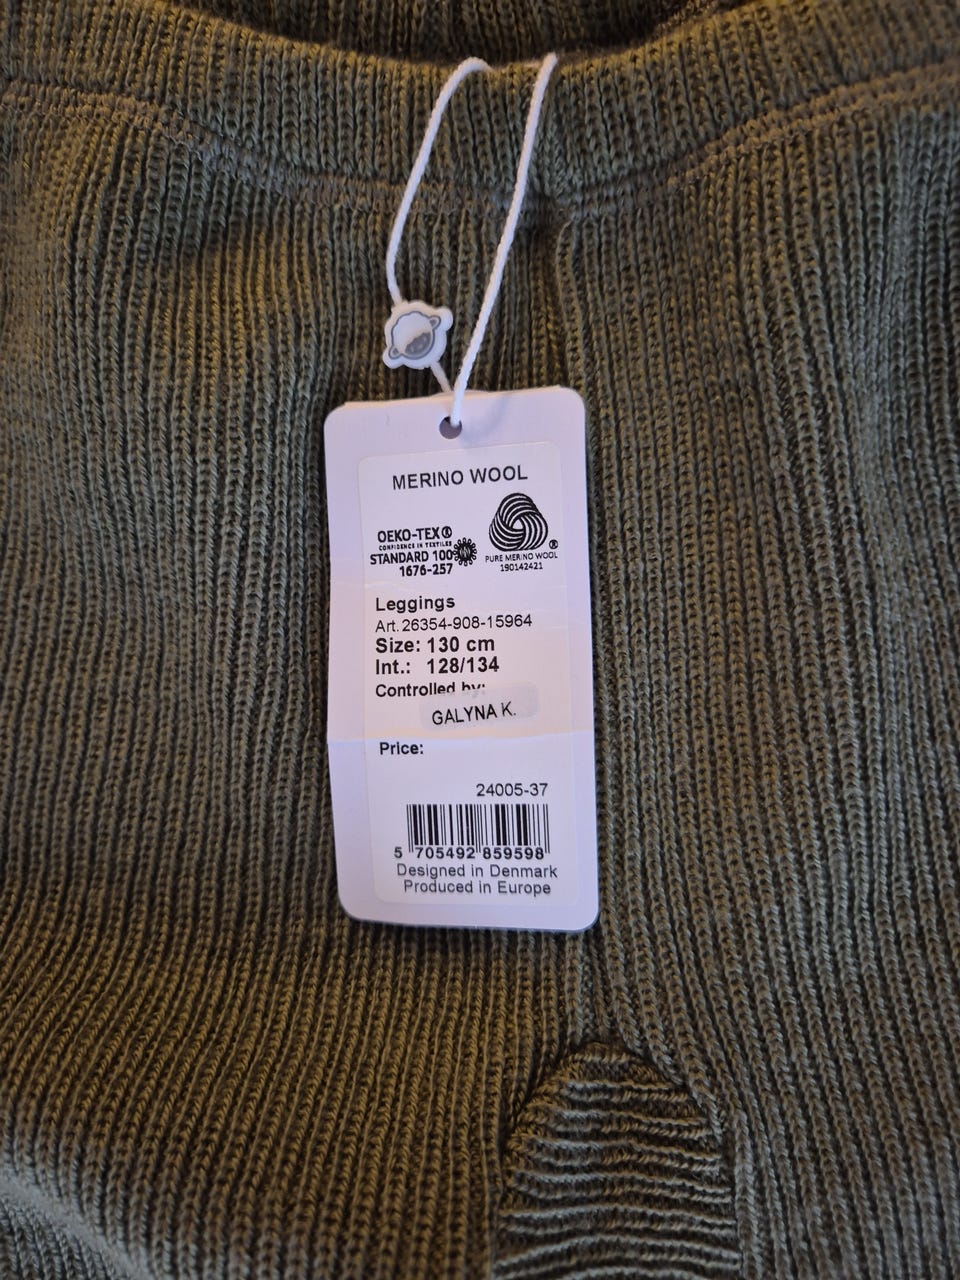 MERINO WOOL
OEKO-TEX®
CONFIDENCE IN TEXTILES
STANDARD 100
1676-257
®
PURE MERINO WOOL
190142421
Leggings
Art.26354-908-15964
Size: 130 cm
Int.: 128/134
Controlled by:
GALYNA K.
Price:
24005-37
5 705492 859598
Designed in Denmark
Produced in Europe